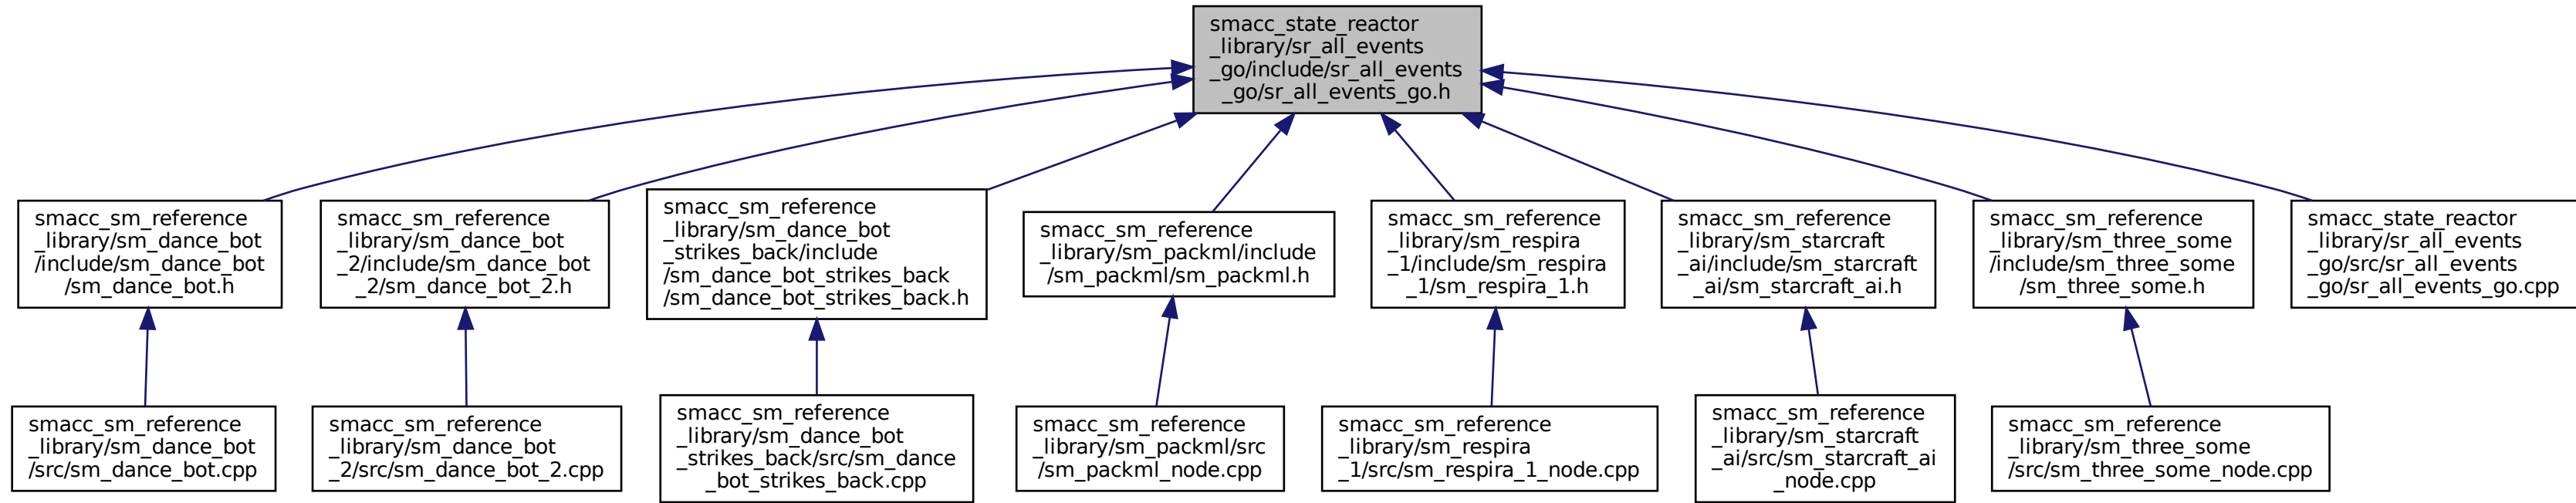 smacc_state_reactor
_library/sr_all_events
_go/include/sr_all_events
_go/sr_all_events_go.h
smacc_sm_reference
_library/sm_dance_bot
/include/sm_dance_bot
/sm_dance_bot.h
smacc_sm_reference
_library/sm_dance_bot
_2/include/sm_dance_bot
_2/sm_dance_bot_2.h
smacc_sm_reference
_library/sm_dance_bot
_strikes_back/include
/sm_dance_bot_strikes_back
/sm_dance_bot_strikes_back.h
smacc_sm_reference
_library/sm_packml/include
/sm_packml/sm_packml.h
smacc_sm_reference
_library/sm_respira
_1/include/sm_respira
_1/sm_respira_1.h
smacc_sm_reference
_library/sm_starcraft
_ai/include/sm_starcraft
_ai/sm_starcraft_ai.h
smacc_sm_reference
_library/sm_three_some
/include/sm_three_some
/sm_three_some.h
smacc_state_reactor
_library/sr_all_events
_go/src/sr_all_events
_go/sr_all_events_go.cpp
smacc_sm_reference
_library/sm_dance_bot
/src/sm_dance_bot.cpp
smacc_sm_reference
_library/sm_dance_bot
_2/src/sm_dance_bot_2.cpp
smacc_sm_reference
_library/sm_dance_bot
_strikes_back/src/sm_dance
_bot_strikes_back.cpp
smacc_sm_reference
_library/sm_packml/src
/sm_packml_node.cpp
smacc_sm_reference
_library/sm_respira
_1/src/sm_respira_1_node.cpp
smacc_sm_reference
_library/sm_starcraft
_ai/src/sm_starcraft_ai
_node.cpp
smacc_sm_reference
_library/sm_three_some
/src/sm_three_some_node.cpp